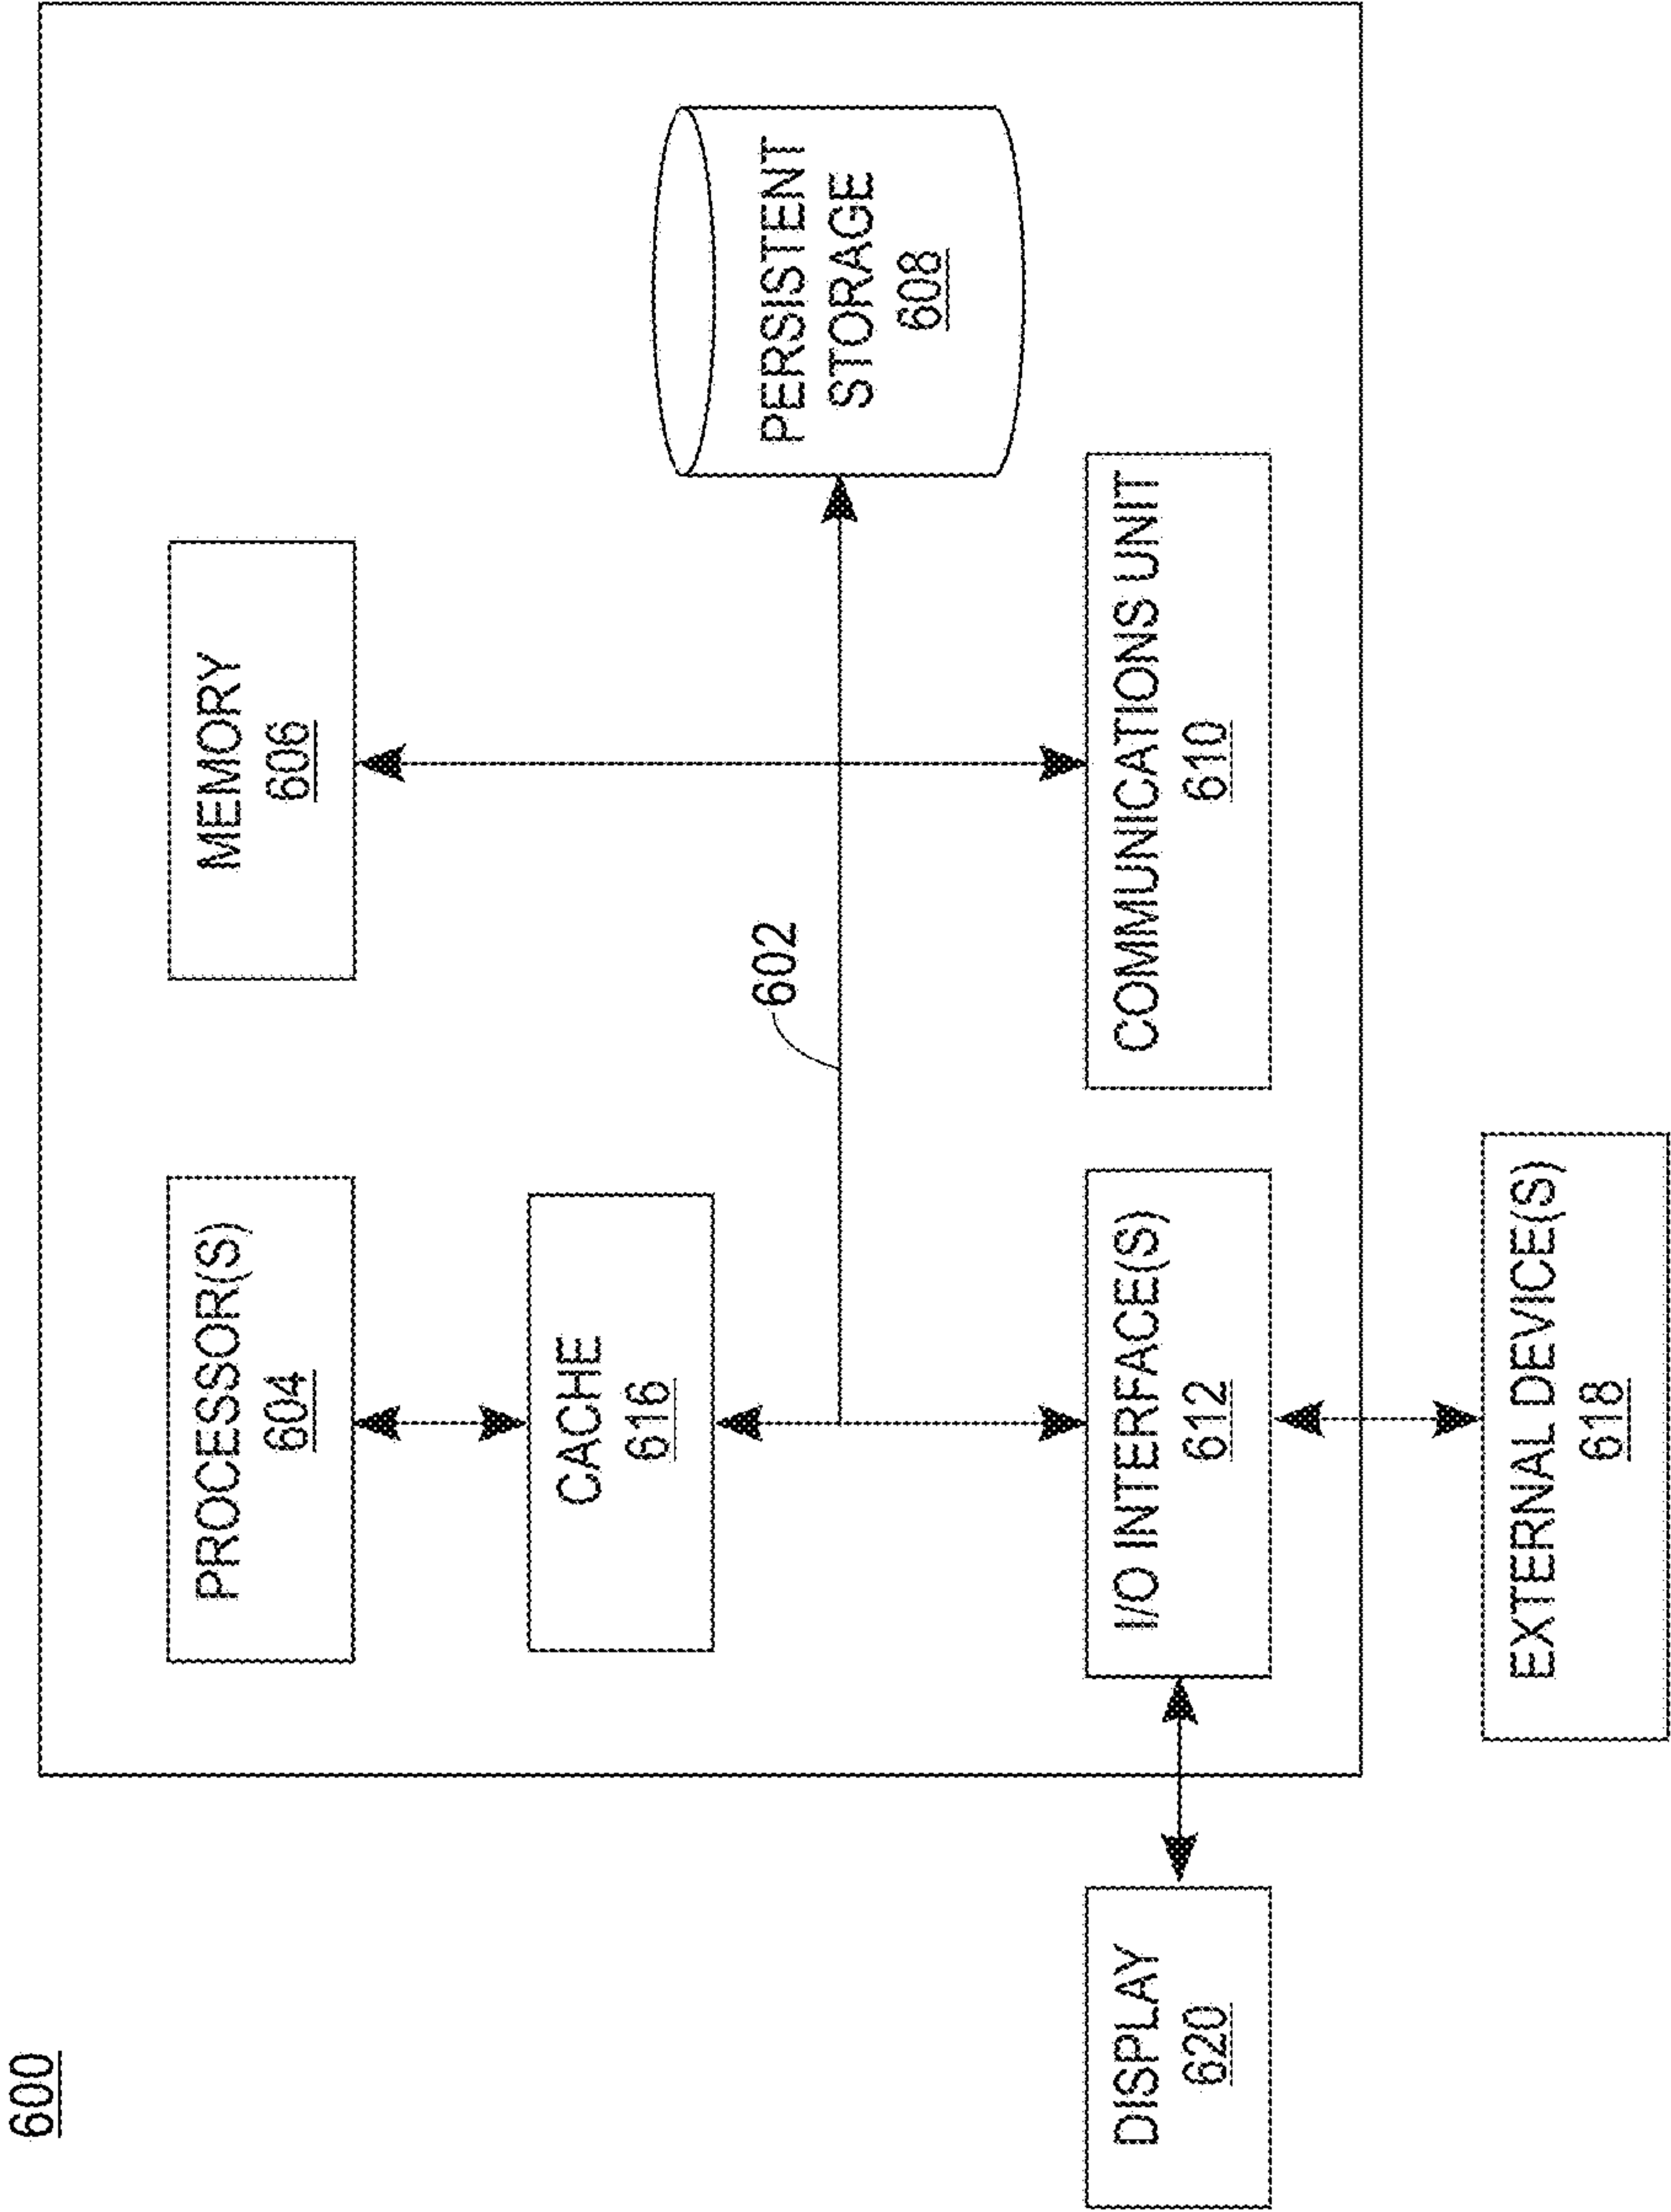 600
PROCESSOR(S)
604
MEMORY
606
CACHE
616
602
PERSISTENT
STORAGE
608
DISPLAY
620
I/O INTERFACE(S)
612
COMMUNICATIONS UNIT
610
EXTERNAL DEVICE(S)
618